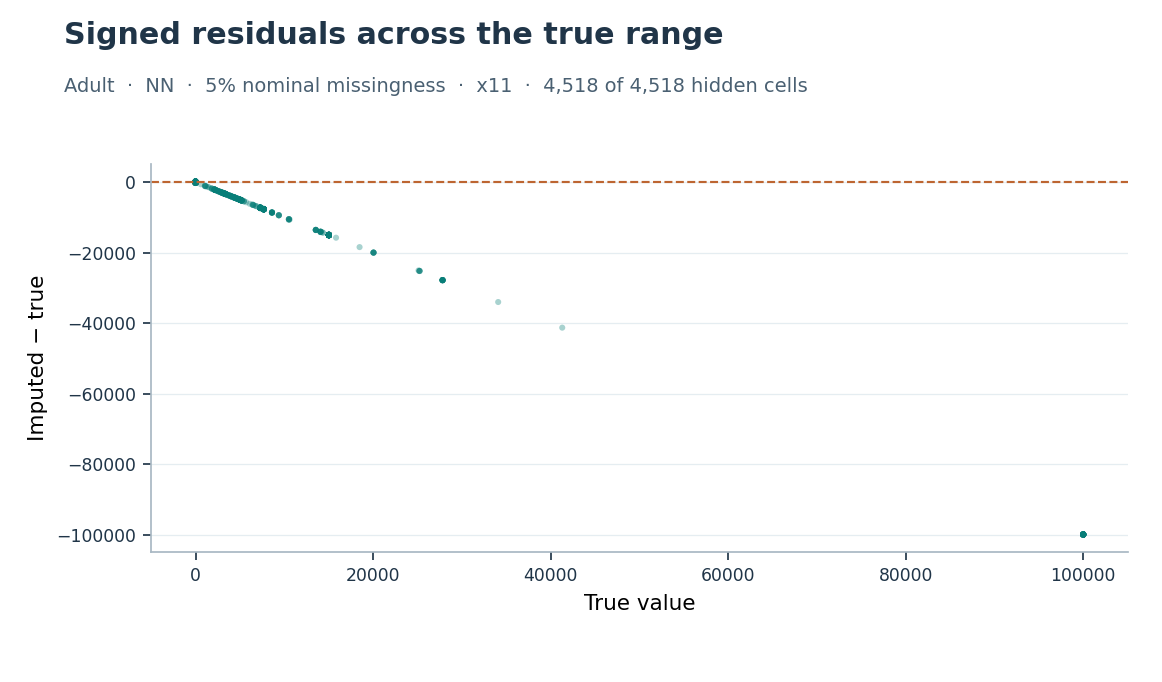 Signed residuals across the true range
Adult · NN · 5% nominal missingness · x11 · 4,518 of 4,518 hidden cells
Imputed − true
0
−20000
−40000
−60000
−80000
−100000
0 20000 40000 60000 80000 100000
True value